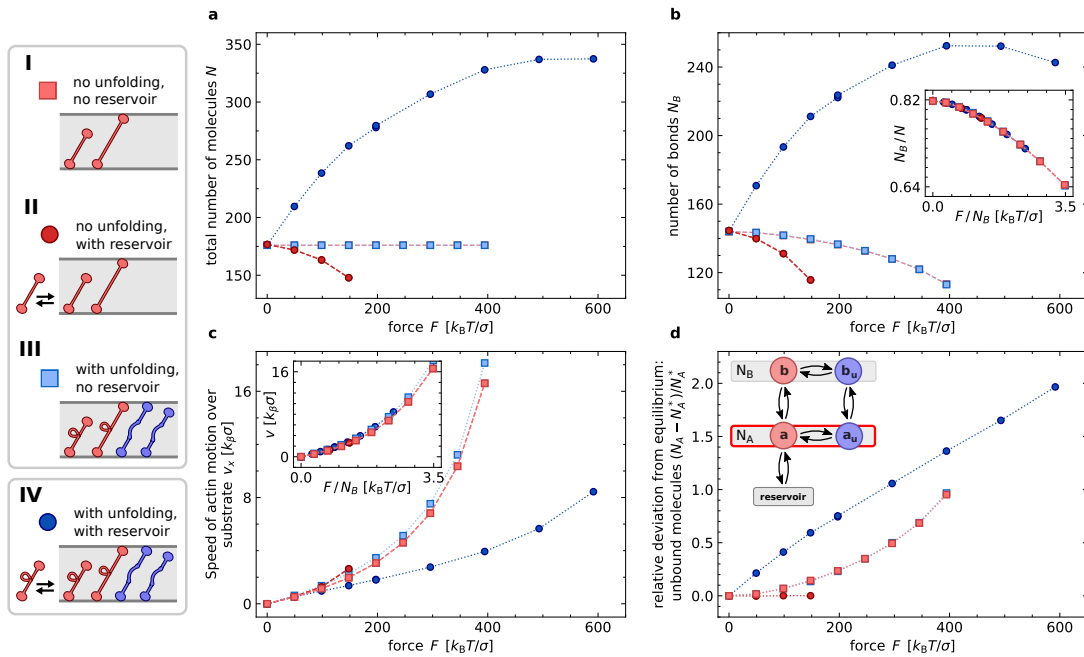 I
no unfolding,
no reservoir
II
no unfolding,
with reservoir
III
with unfolding,
no reservoir
IV
with unfolding,
with reservoir
a
total number of molecules N
350
300
250
200
150
0 200 400 600
force F [k_BT/σ]
b
number of bonds N_B
240
200
160
120
0 200 400 600
force F [k_BT/σ]
N_B / N
0.82
0.64
0.0 3.5
F / N_B [k_BT/σ]
c
Speed of actin motion over
substrate v_x [k_βσ]
16
8
0
0 200 400 600
force F [k_BT/σ]
v [k_βσ]
16
8
0
0.0 3.5
F / N_B [k_BT/σ]
d
relative deviation from equilibrium:
unbound molecules (N_A − N_A^*)/N_A^*
2.0
1.5
1.0
0.5
0.0
0 200 400 600
force F [k_BT/σ]
N_B b b_u
N_A a a_u
reservoir